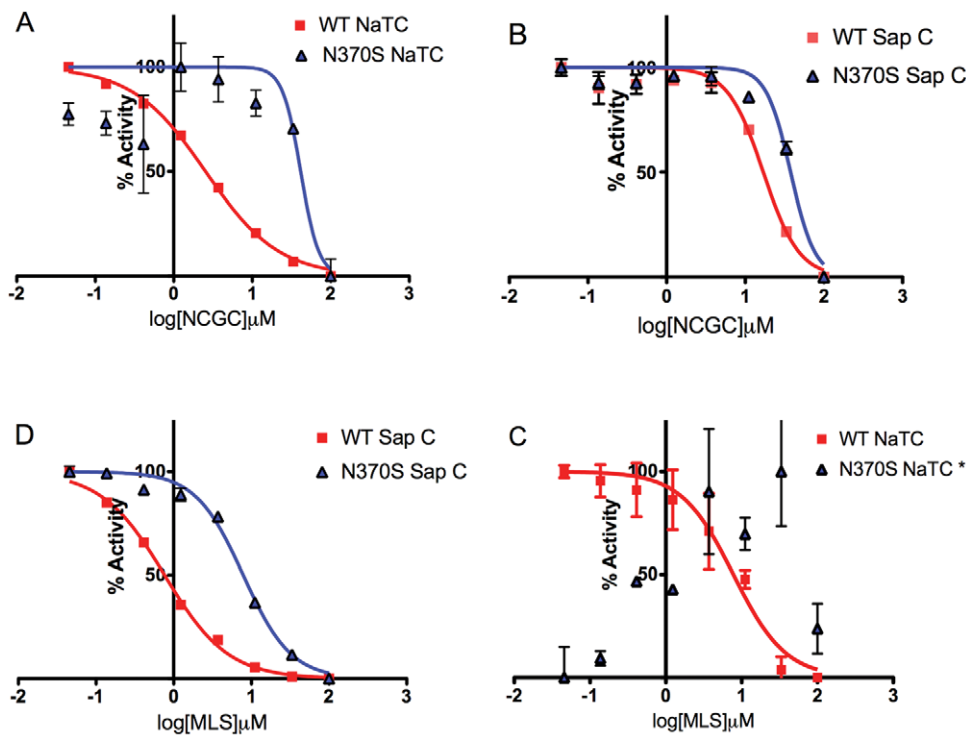 A
WT NaTC
N370S NaTC
100
50
% Activity
-2 -1 0 1 2 3
log[NCGC]μM
B
WT Sap C
N370S Sap C
100
50
% Activity
-2 -1 0 1 2 3
log[NCGC]μM
D
WT Sap C
N370S Sap C
100
50
% Activity
-2 -1 0 1 2 3
log[MLS]μM
C
WT NaTC
N370S NaTC *
100
50
% Activity
-2 -1 0 1 2 3
log[MLS]μM